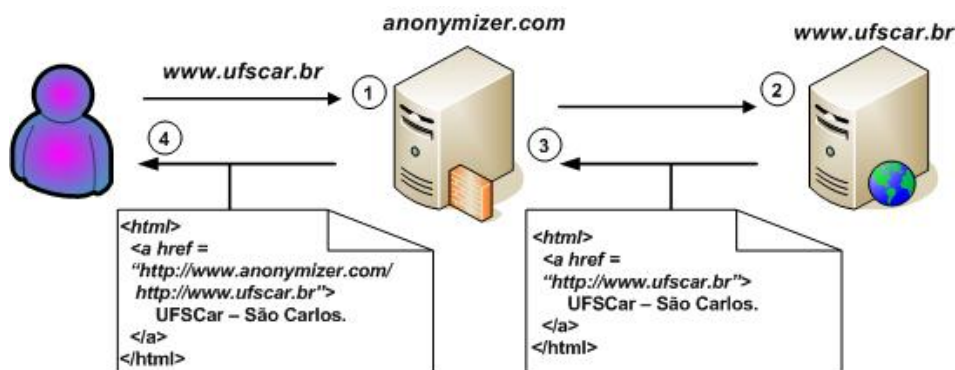 anonymizer.com
www.ufscar.br
www.ufscar.br
1
2
4
3
<html>
<a href =
“http://www.anonymizer.com/
http://www.ufscar.br”>
UFSCar – São Carlos.
</a>
</html>
<html>
<a href =
“http://www.ufscar.br”>
UFSCar – São Carlos.
</a>
</html>